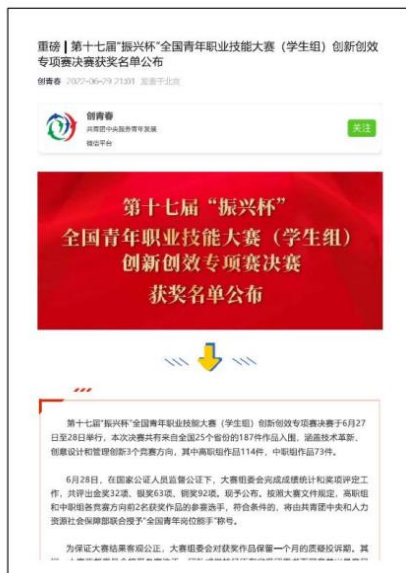 重磅 | 第十七届“振兴杯”全国青年职业技能大赛（学生组）创新创效
专项赛决赛获奖名单公布
创青春 2022-06-29 21:01 发表于北京
创青春
共青团中央服务青年发展
微信平台
关注
第十七届“振兴杯”
全国青年职业技能大赛（学生组）
创新创效专项赛决赛
获奖名单公布
第十七届“振兴杯”全国青年职业技能大赛（学生组）创新创效专项赛决赛于6月27
日至28日举行，本次决赛共有来自全国25个省份的187件作品入围，涵盖技术革新、
创意设计和管理创新3个竞赛方向，其中高职组作品114件，中职组作品73件。
6月28日，在国家公证人员监督公证下，大赛组委会完成成绩统计和奖项评定工
作，共评出金奖32项、银奖63项、铜奖92项。现予公布。按照大赛文件规定，高职组
和中职组各竞赛方向前2名获奖作品的参赛选手，符合条件的，将由共青团中央和人力
资源社会保障部联合授予“全国青年岗位能手”称号。
为保证大赛结果客观公正，大赛组委会对获奖作品保留一个月的质疑投诉期。其